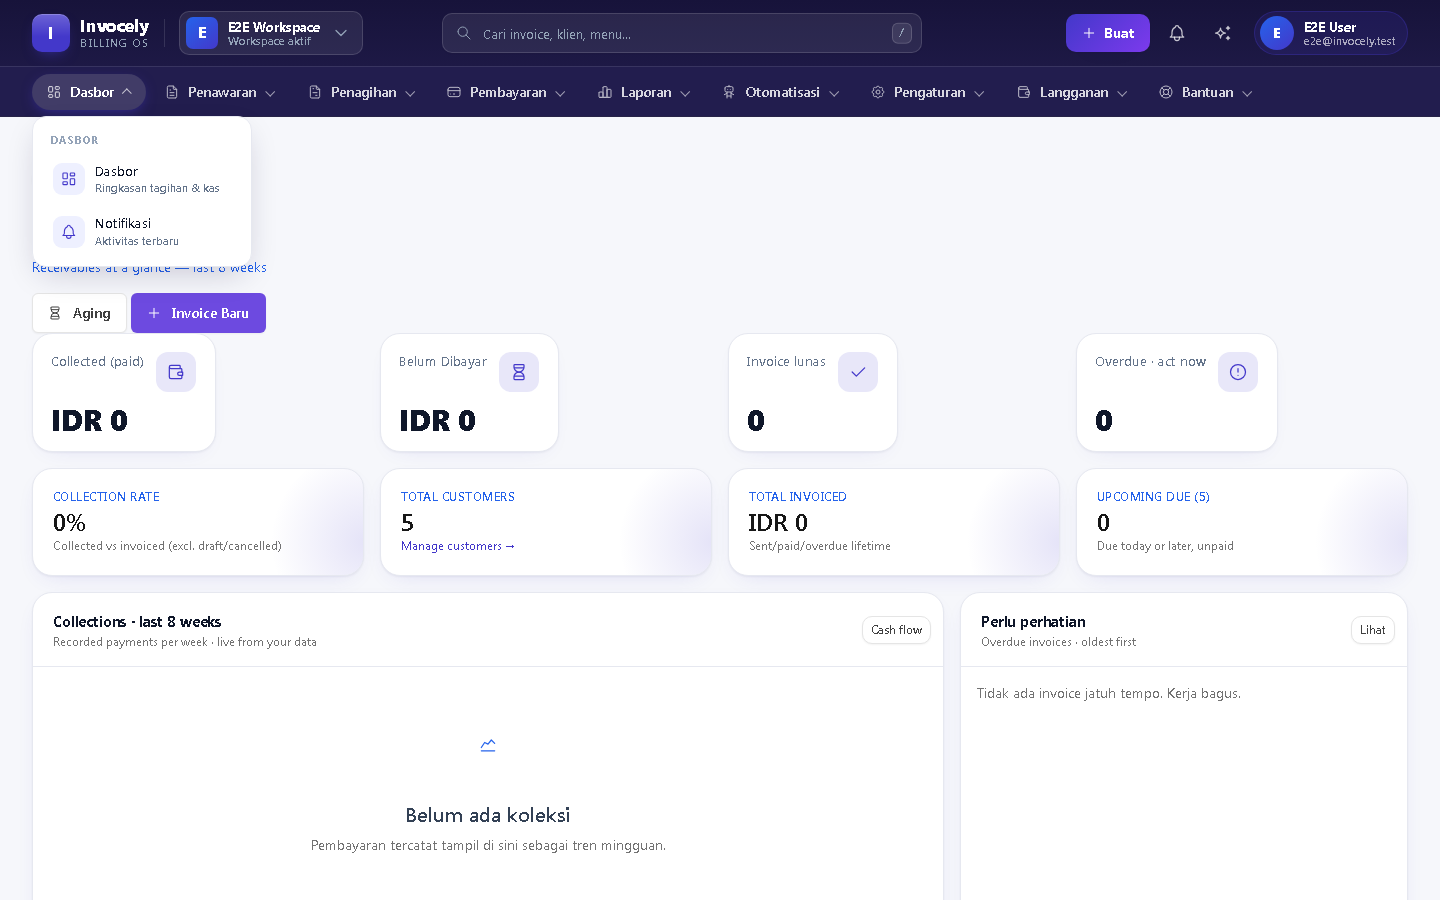 I
Invocely
BILLING OS
E
E2E Workspace
Workspace aktif
Cari invoice, klien, menu...
/
Buat
E
E2E User
e2e@invocely.test
Dasbor
Penawaran
Penagihan
Pembayaran
Laporan
Otomatisasi
Pengaturan
Langganan
Bantuan
DASBOR
Dasbor
Ringkasan tagihan & kas
Notifikasi
Aktivitas terbaru
Receivables at a glance — last 8 weeks
Aging
Invoice Baru
Collected (paid)
IDR 0
Belum Dibayar
IDR 0
Invoice lunas
0
Overdue · act now
0
COLLECTION RATE
0%
Collected vs invoiced (excl. draft/cancelled)
TOTAL CUSTOMERS
5
Manage customers →
TOTAL INVOICED
IDR 0
Sent/paid/overdue lifetime
UPCOMING DUE (5)
0
Due today or later, unpaid
Collections · last 8 weeks
Recorded payments per week · live from your data
Cash flow
Belum ada koleksi
Pembayaran tercatat tampil di sini sebagai tren mingguan.
Perlu perhatian
Overdue invoices · oldest first
Lihat
Tidak ada invoice jatuh tempo. Kerja bagus.